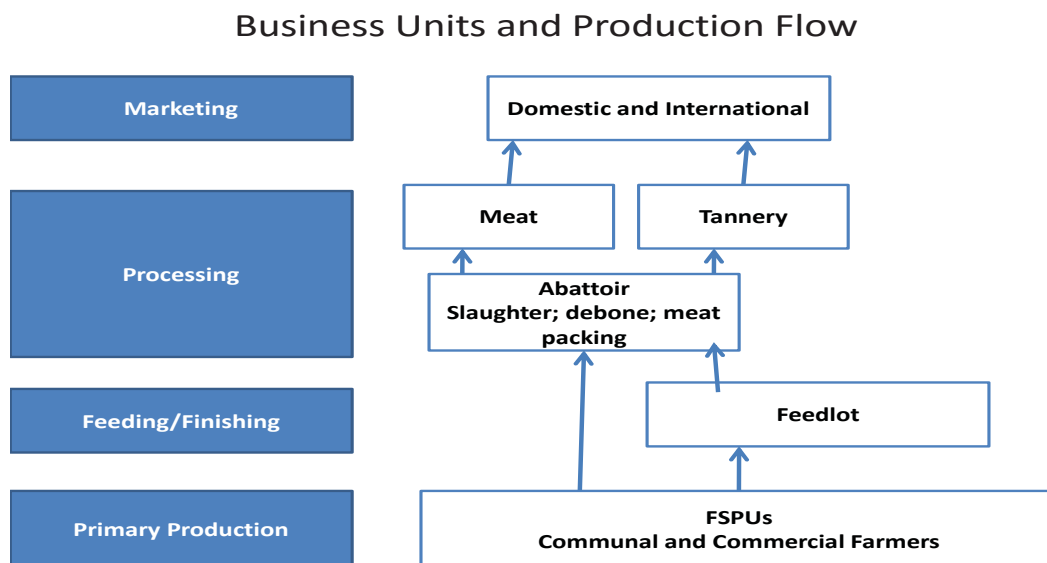 Business Units and Production Flow
Marketing
Domestic and International
Processing
Meat
Tannery
Abattoir
Slaughter; debone; meat
packing
Feeding/Finishing
Feedlot
Primary Production
FSPUs
Communal and Commercial Farmers